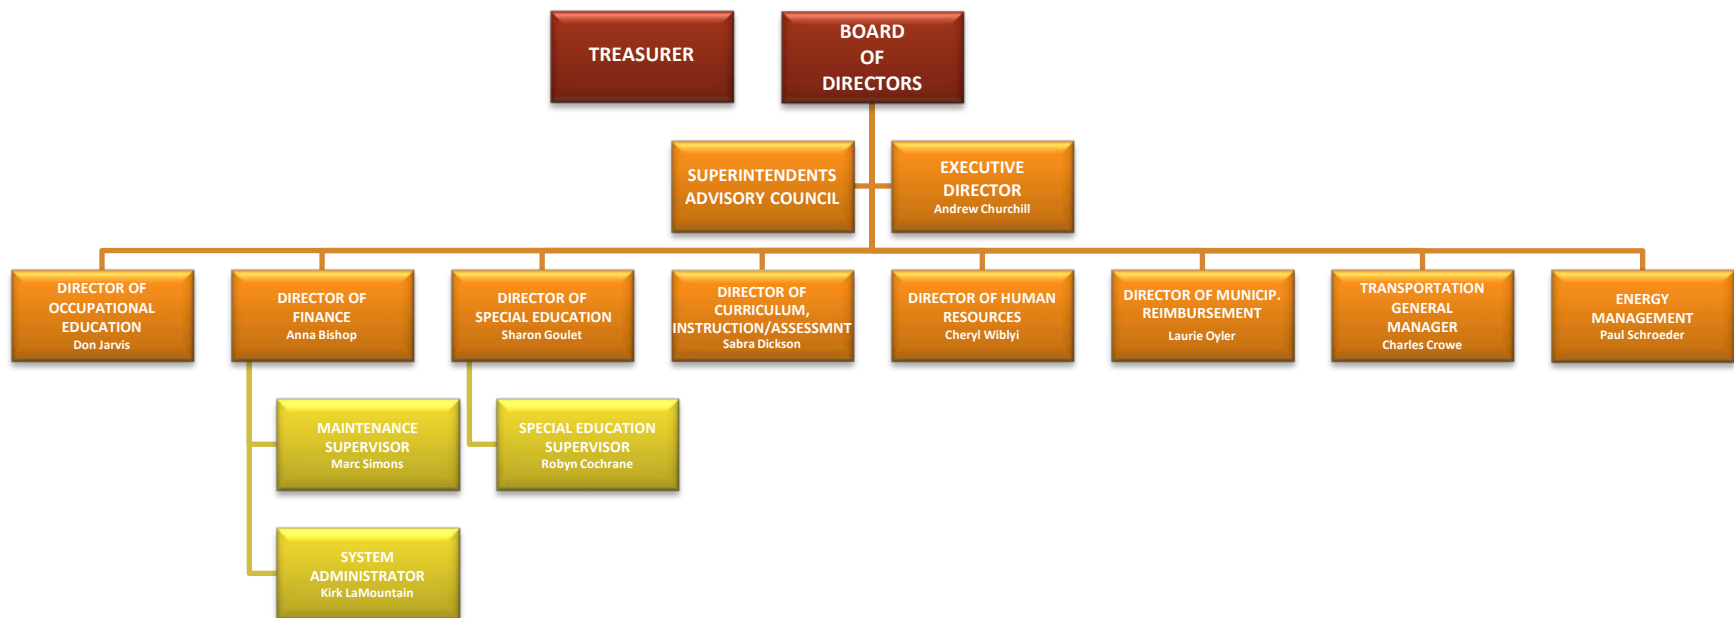 TREASURER
BOARD
OF
DIRECTORS
SUPERINTENDENTS
ADVISORY COUNCIL
EXECUTIVE
DIRECTOR
Andrew Churchill
DIRECTOR OF
OCCUPATIONAL
EDUCATION
Don Jarvis
DIRECTOR OF
FINANCE
Anna Bishop
DIRECTOR OF
SPECIAL EDUCATION
Sharon Goulet
DIRECTOR OF
CURRICULUM,
INSTRUCTION/ASSESSMNT
Sabra Dickson
DIRECTOR OF HUMAN
RESOURCES
Cheryl Wiblyi
DIRECTOR OF MUNICIP.
REIMBURSEMENT
Laurie Oyler
TRANSPORTATION
GENERAL
MANAGER
Charles Crowe
ENERGY
MANAGEMENT
Paul Schroeder
MAINTENANCE
SUPERVISOR
Marc Simons
SPECIAL EDUCATION
SUPERVISOR
Robyn Cochrane
SYSTEM
ADMINISTRATOR
Kirk LaMountain